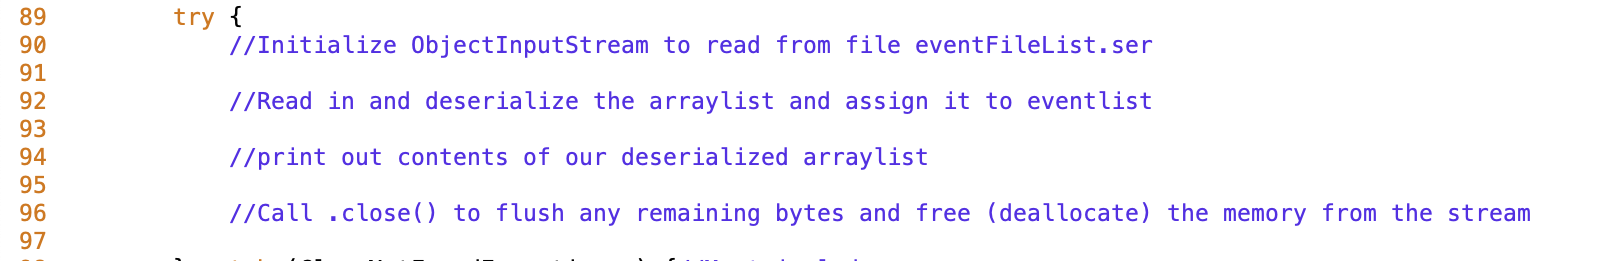 89 try {
90 //Initialize ObjectInputStream to read from file eventFileList.ser
91
92 //Read in and deserialize the arraylist and assign it to eventlist
93
94 //print out contents of our deserialized arraylist
95
96 //Call .close() to flush any remaining bytes and free (deallocate) the memory from the stream
97